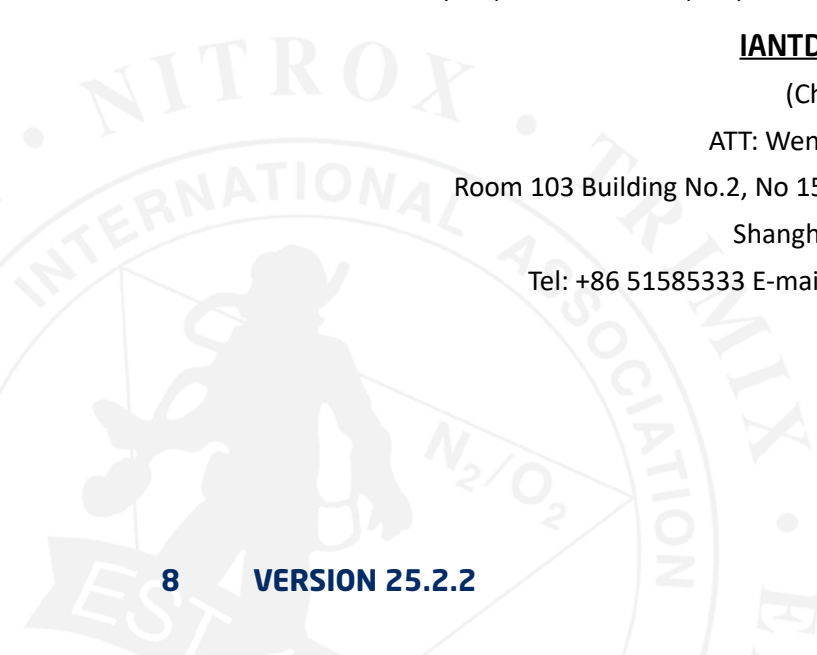 IANTD
(Ch
ATT: Wen
Room 103 Building No.2, No 15
Shangh
Tel: +86 51585333 E-mai
NITROX • TRIMIX •
INTERNATIONAL ASSOCIATION
N₂/O₂
EST
8 VERSION 25.2.2